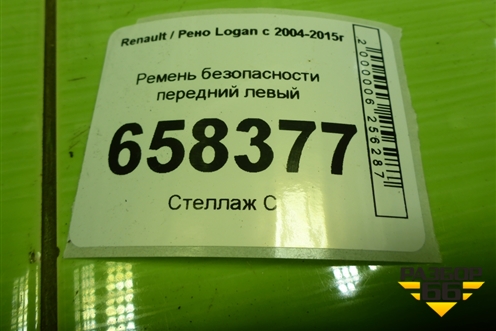 Renault / Рено Logan с 2004-2015г
Ремень безопасности
передний левый
658377
Стеллаж С
2000006256287
РАЗБОР
66